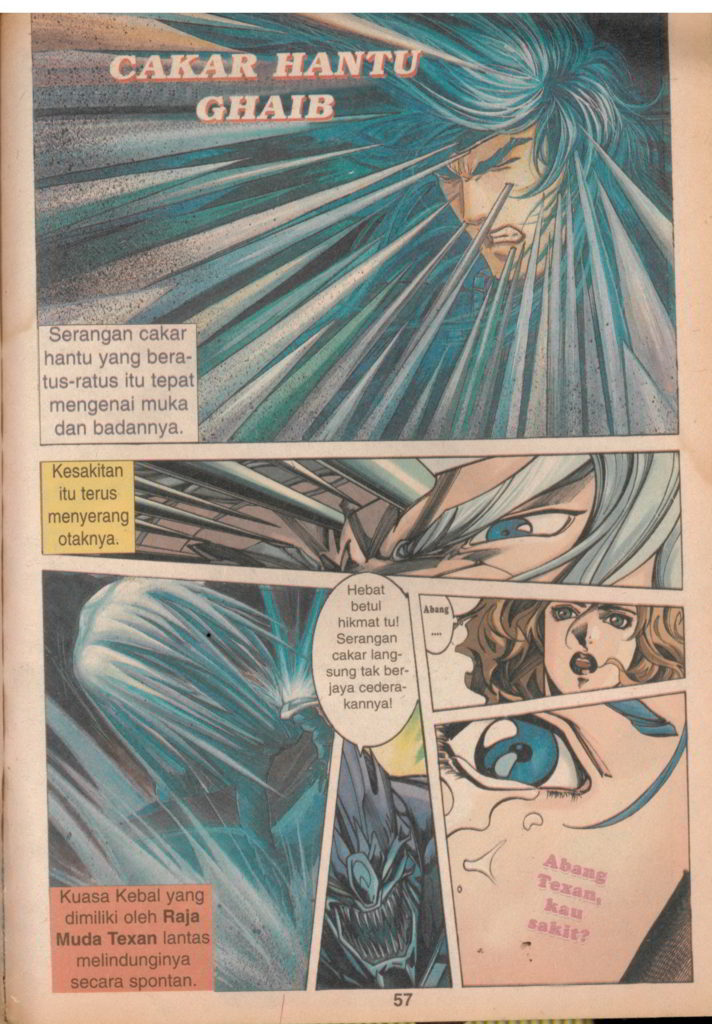 CAKAR HANTU
GHAIB
Serangan cakar
hantu yang bera-
tus-ratus itu tepat
mengenai muka
dan badannya.
Kesakitan
itu terus
menyerang
otaknya.
Hebat
betul
hikmat tu!
Serangan
cakar lang-
sung tak ber-
jaya cedera-
kannya!
Abang
....
Kuasa Kebal yang
dimiliki oleh Raja
Muda Texan lantas
melindunginya
secara spontan.
Abang
Texan,
kau
sakit?
57